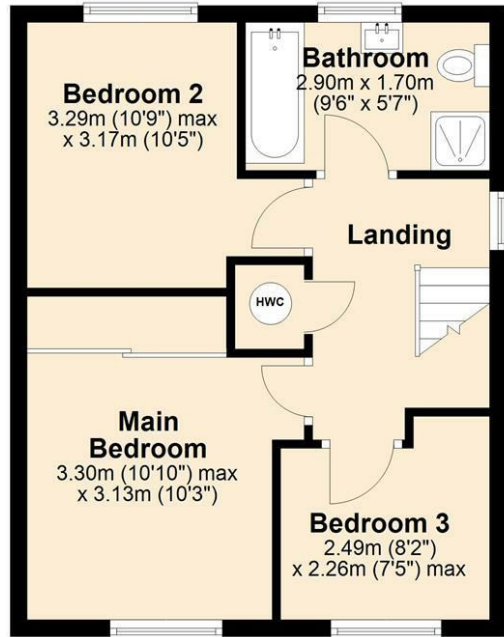 Bedroom 2
3.29m (10'9") max
x 3.17m (10'5")
Bathroom
2.90m x 1.70m
(9'6" x 5'7")
Landing
HWC
Main
Bedroom
3.30m (10'10") max
x 3.13m (10'3")
Bedroom 3
2.49m (8'2")
x 2.26m (7'5") max